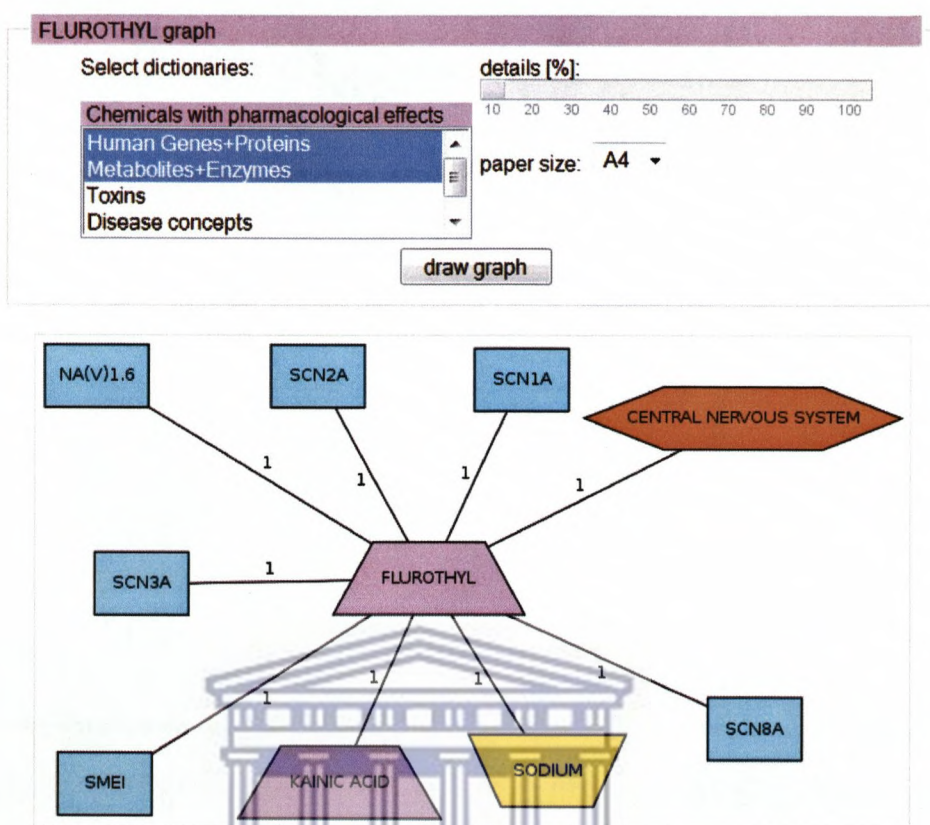 FLUROTHYL graph
Select dictionaries:
details [%]:
10 20 30 40 50 60 70 80 90 100
Chemicals with pharmacological effects
Human Genes+Proteins
Metabolites+Enzymes
Toxins
Disease concepts
paper size: A4
draw graph
NA(V)1.6
SCN2A
SCN1A
CENTRAL NERVOUS SYSTEM
1
1
1
1
SCN3A
1
FLUROTHYL
1
1
1
1
SCN8A
SMEI
KAINIC ACID
SODIUM